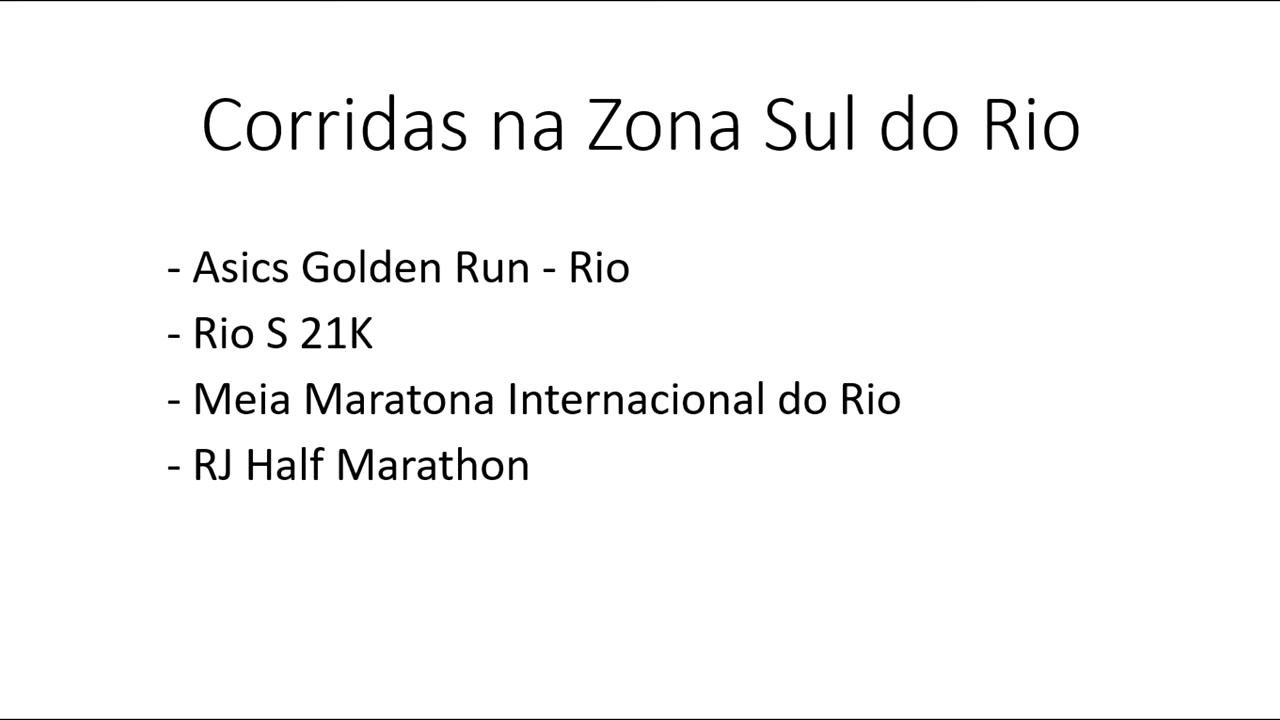 Corridas na Zona Sul do Rio
- Asics Golden Run - Rio
- Rio S 21K
- Meia Maratona Internacional do Rio
- RJ Half Marathon